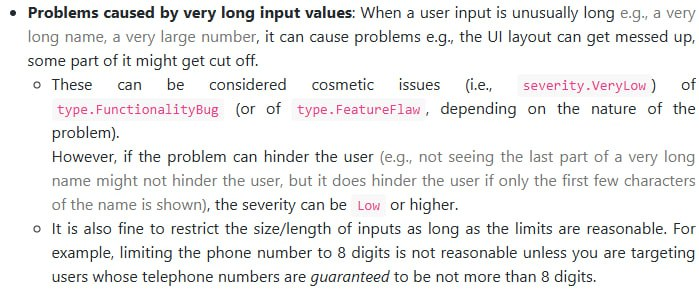 • Problems caused by very long input values: When a user input is unusually long e.g., a very
long name, a very large number, it can cause problems e.g., the UI layout can get messed up,
some part of it might get cut off.
○ These can be considered cosmetic issues (i.e., severity.VeryLow) of
type.FunctionalityBug (or of type.FeatureFlaw, depending on the nature of the
problem).
However, if the problem can hinder the user (e.g., not seeing the last part of a very long
name might not hinder the user, but it does hinder the user if only the first few characters
of the name is shown), the severity can be Low or higher.
○ It is also fine to restrict the size/length of inputs as long as the limits are reasonable. For
example, limiting the phone number to 8 digits is not reasonable unless you are targeting
users whose telephone numbers are guaranteed to be not more than 8 digits.